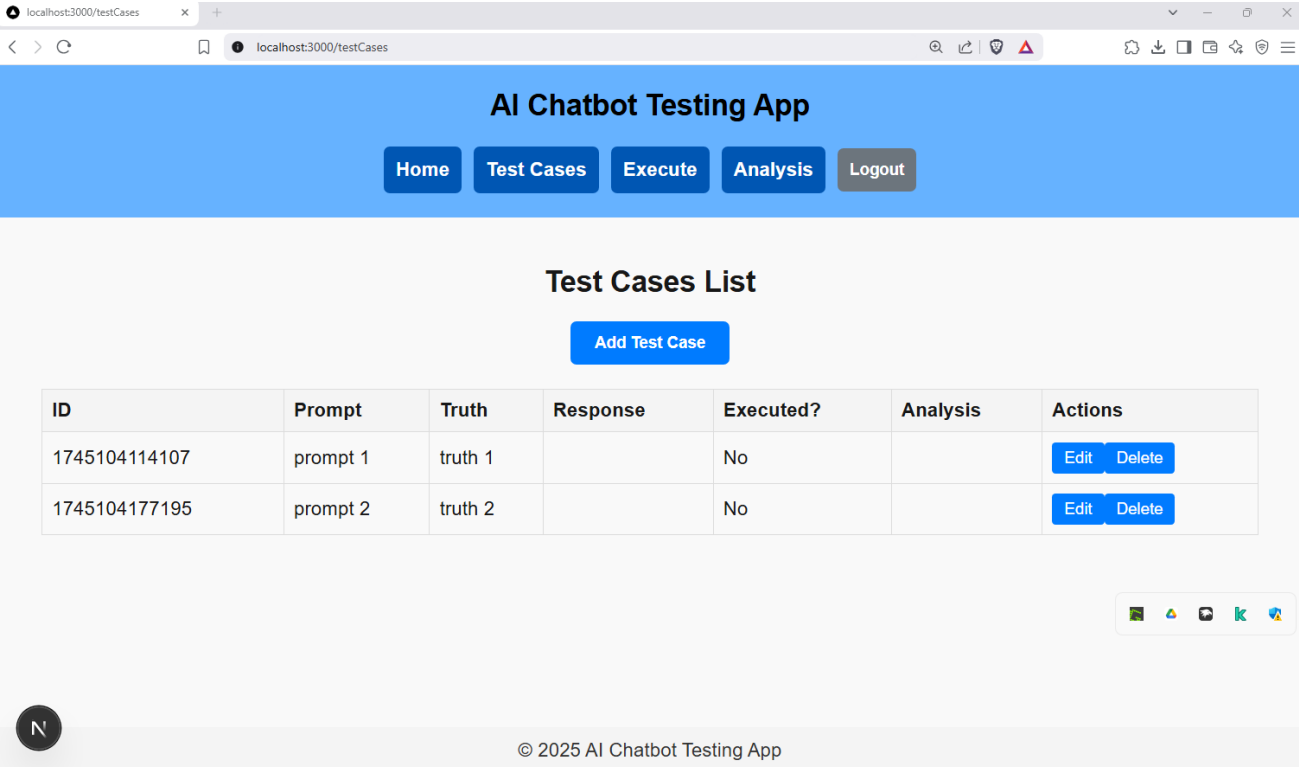 localhost:3000/testCases
localhost:3000/testCases
AI Chatbot Testing App
Home Test Cases Execute Analysis Logout
Test Cases List
Add Test Case
ID Prompt Truth Response Executed? Analysis Actions
1745104114107 prompt 1 truth 1 No Edit Delete
1745104177195 prompt 2 truth 2 No Edit Delete
N
© 2025 AI Chatbot Testing App